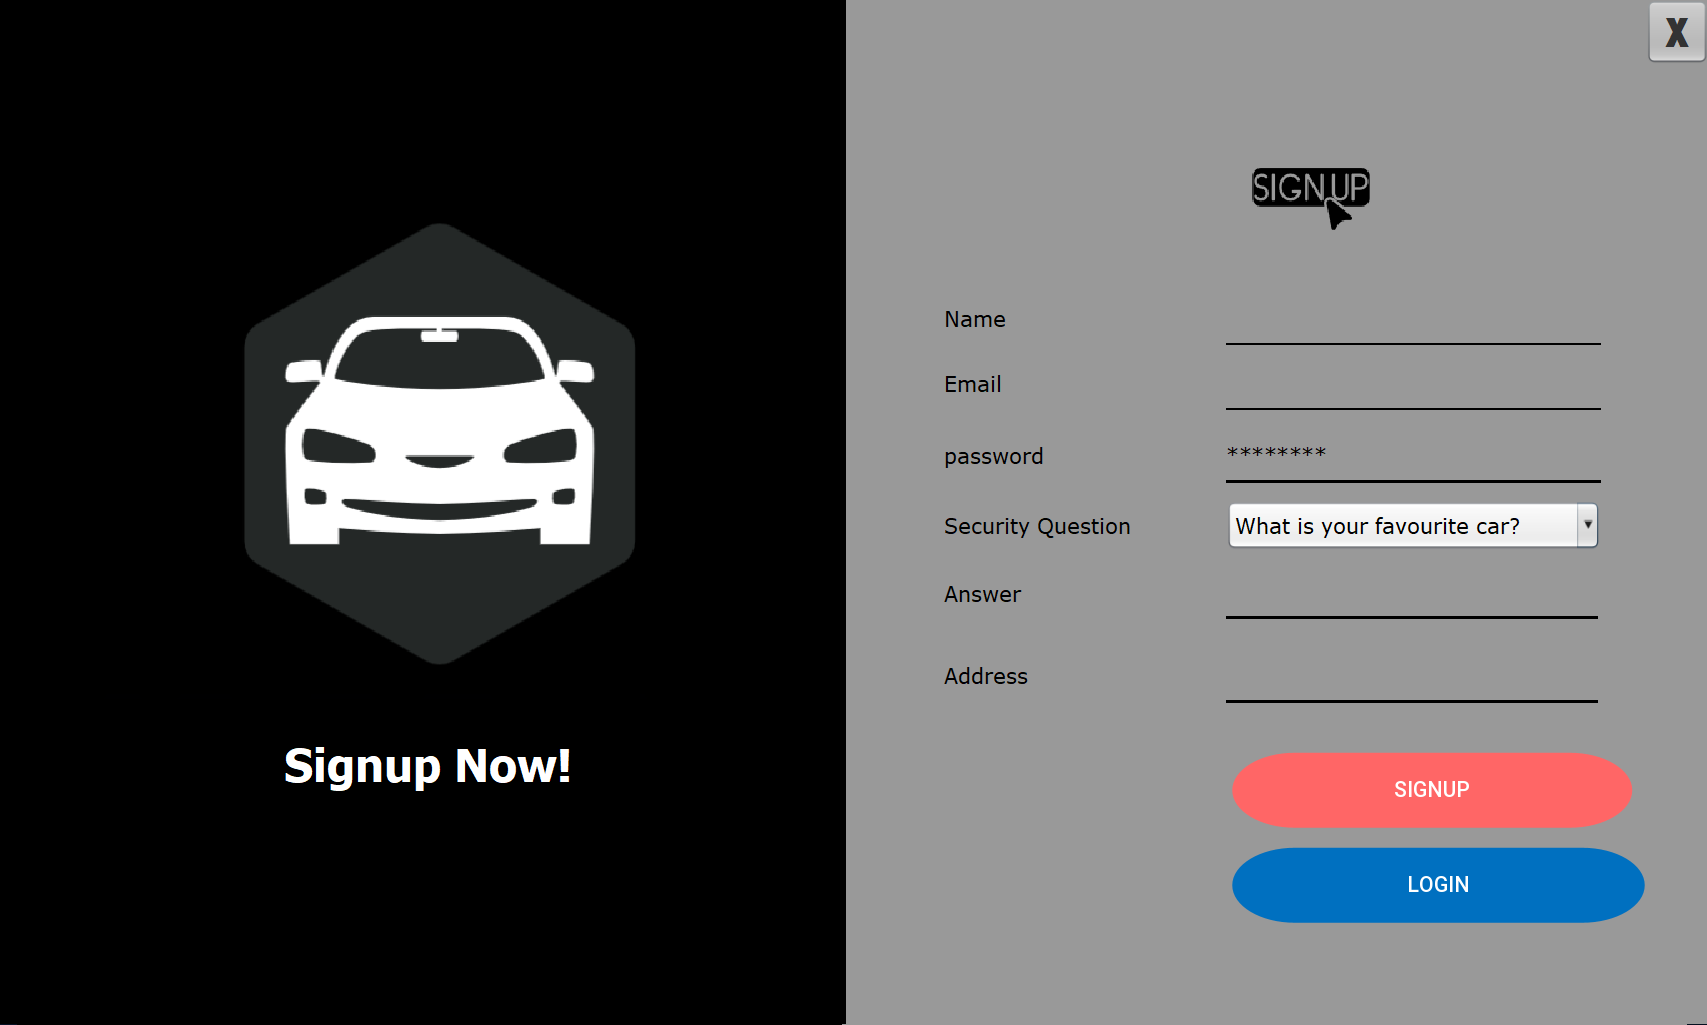 X
SIGNUP
Name
Email
password ********
Security Question What is your favourite car?
Answer
Address
Signup Now!
SIGNUP
LOGIN